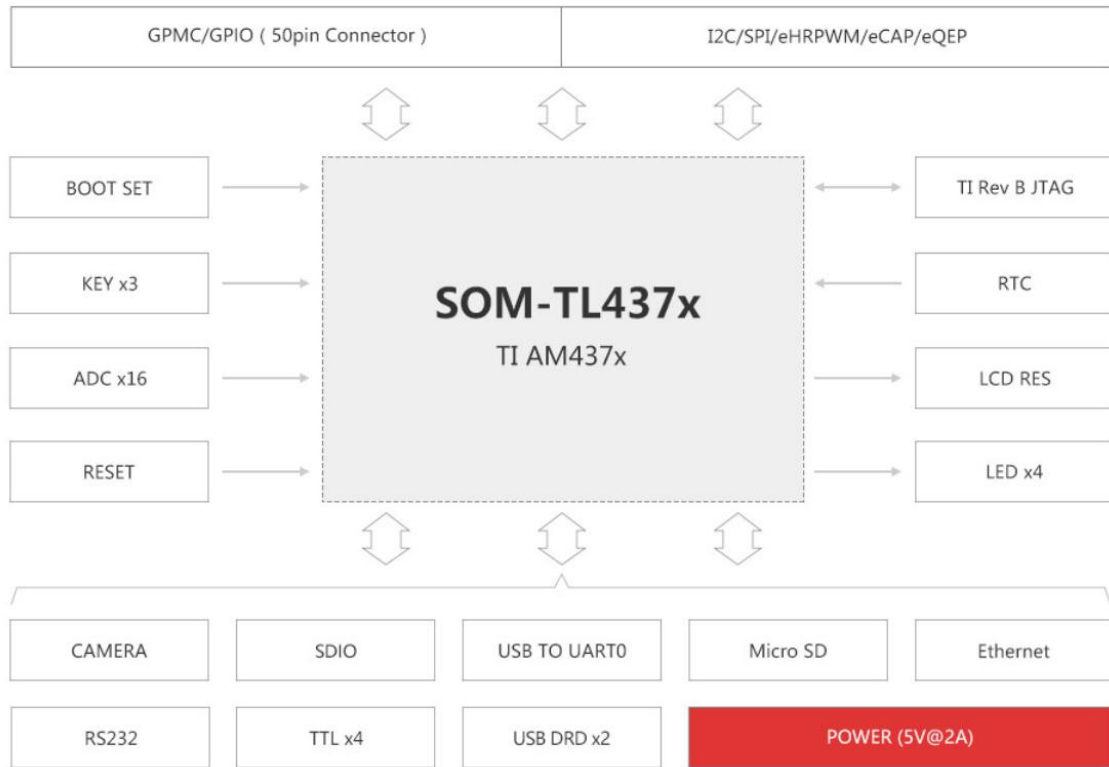 GPMC/GPIO ( 50pin Connector )
I2C/SPI/eHRPWM/eCAP/eQEP
BOOT SET
TI Rev B JTAG
KEY x3
RTC
SOM-TL437x
TI AM437x
ADC x16
LCD RES
RESET
LED x4
CAMERA
SDIO
USB TO UART0
Micro SD
Ethernet
RS232
TTL x4
USB DRD x2
POWER (5V@2A)